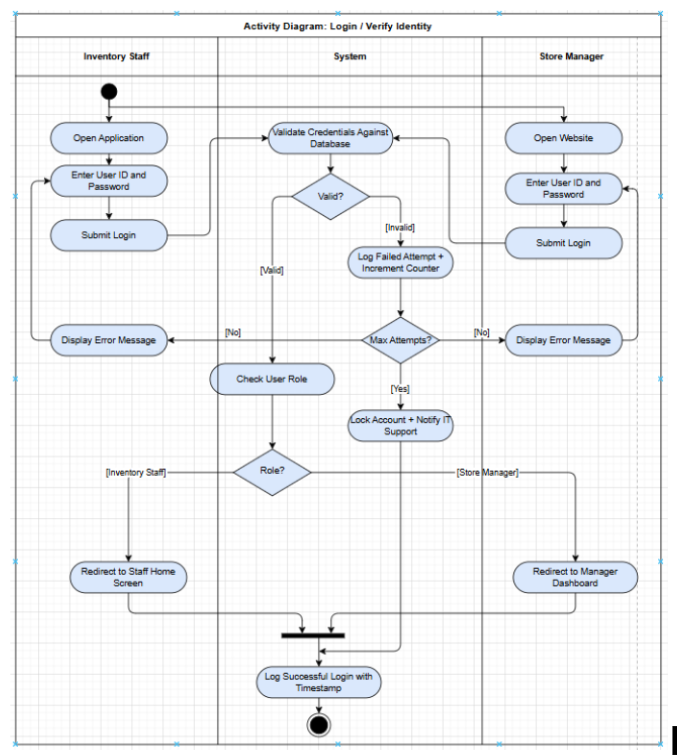 Activity Diagram: Login / Verify Identity
Inventory Staff
System
Store Manager
Open Application
Validate Credentials Against
Database
Open Website
Enter User ID and
Password
Valid?
Enter User ID and
Password
Submit Login
[Invalid]
Submit Login
[Valid]
Log Failed Attempt +
Increment Counter
[No]
[No]
Display Error Message
Max Attempts?
Display Error Message
Check User Role
[Yes]
Lock Account + Notify IT
Support
[Inventory Staff]
Role?
[Store Manager]
Redirect to Staff Home
Screen
Redirect to Manager
Dashboard
Log Successful Login with
Timestamp